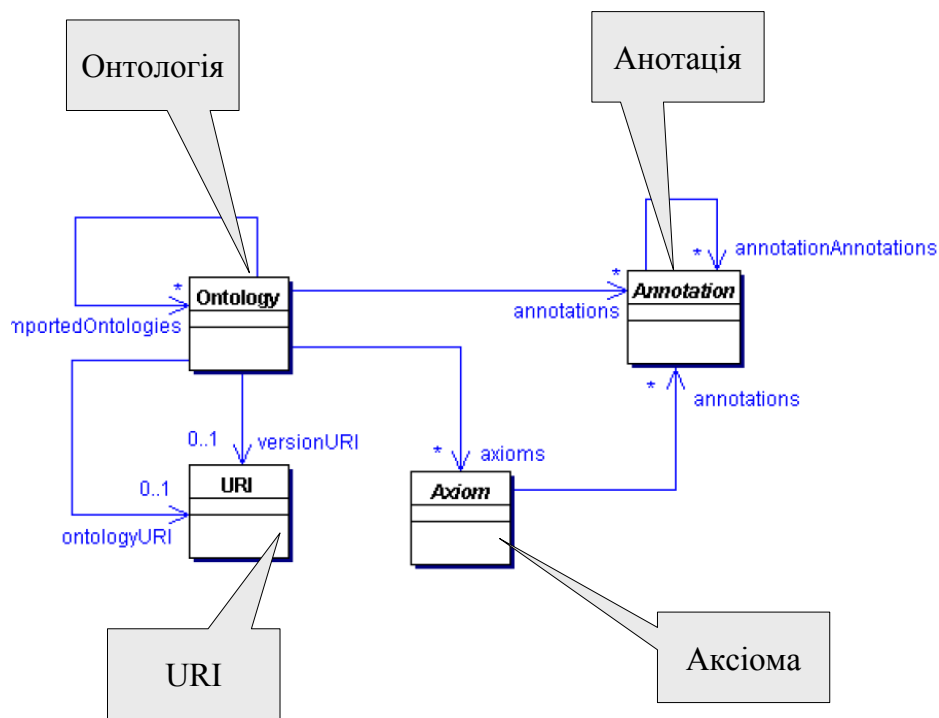 Онтологія
Анотація
*
annotationAnnotations
*
Ontology
*
Annotation
mportedOntologies
annotations
*
annotations
0..1
versionURI
*
axioms
0..1
URI
Axiom
ontologyURI
URI
Аксіома